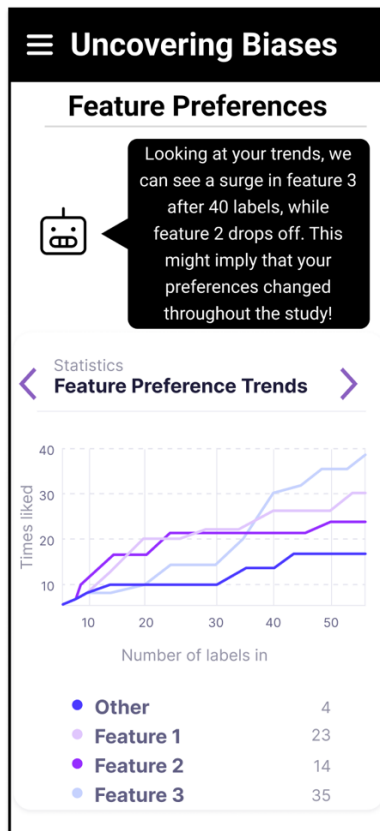 Uncovering Biases
Feature Preferences
Looking at your trends, we
can see a surge in feature 3
after 40 labels, while
feature 2 drops off. This
might imply that your
preferences changed
throughout the study!
Statistics
Feature Preference Trends
Times liked
40
30
20
10
10 20 30 40 50
Number of labels in
Other 4
Feature 1 23
Feature 2 14
Feature 3 35